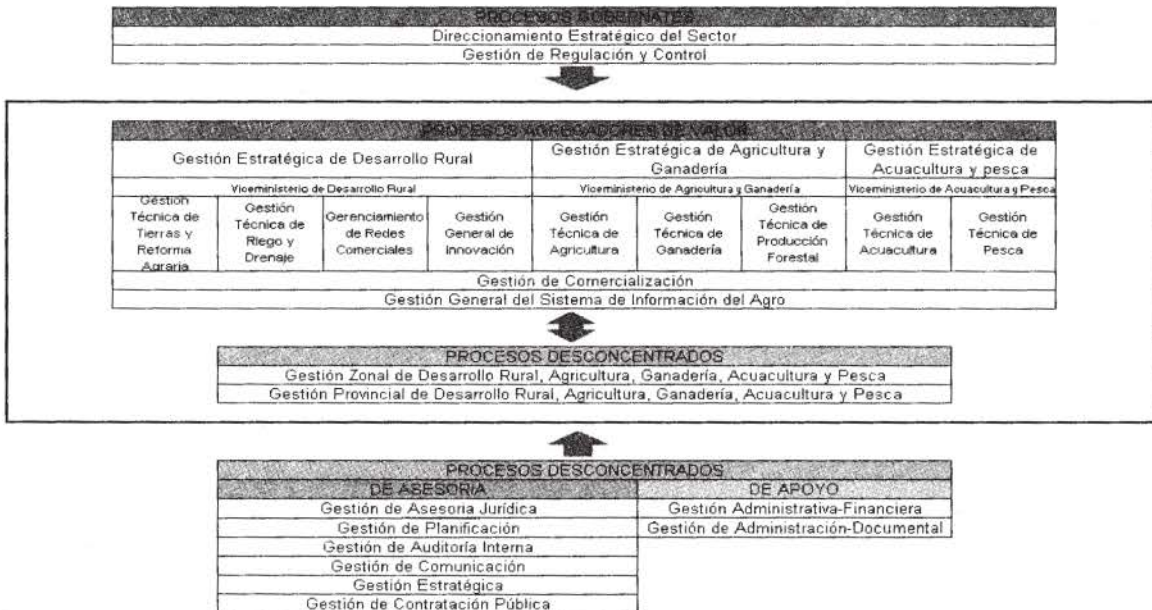 PROCESOS GOBERNATES
Direccionamiento Estratégico del Sector
Gestión de Regulación y Control
PROCESOS AGREGADORES DE VALOR
Gestión Estratégica de Desarrollo Rural
Gestión Estratégica de Agricultura y
Ganadería
Gestión Estratégica de
Acuacultura y pesca
Viceministerio de Desarrollo Rural
Viceministerio de Agricultura y Ganadería
Viceministerio de Acuacultura y Pesca
Gestión
Técnica de
Tierras y
Reforma
Agraria
Gestión
Técnica de
Riego y
Drenaje
Gerenciamiento
de Redes
Comerciales
Gestión
General de
Innovación
Gestión
Técnica de
Agricultura
Gestión
Técnica de
Ganadería
Gestión
Técnica de
Producción
Forestal
Gestión
Técnica de
Acuacultura
Gestión
Técnica de
Pesca
Gestión de Comercialización
Gestión General del Sistema de Información del Agro
PROCESOS DESCONCENTRADOS
Gestión Zonal de Desarrollo Rural, Agricultura, Ganadería, Acuacultura y Pesca
Gestión Provincial de Desarrollo Rural, Agricultura, Ganadería, Acuacultura y Pesca
PROCESOS DESCONCENTRADOS
DE ASESORIA
DE APOYO
Gestión de Asesoria Jurídica
Gestión Administrativa-Financiera
Gestión de Planificación
Gestión de Administración-Documental
Gestión de Auditoría Interna
Gestión de Comunicación
Gestión Estratégica
Gestión de Contratación Pública